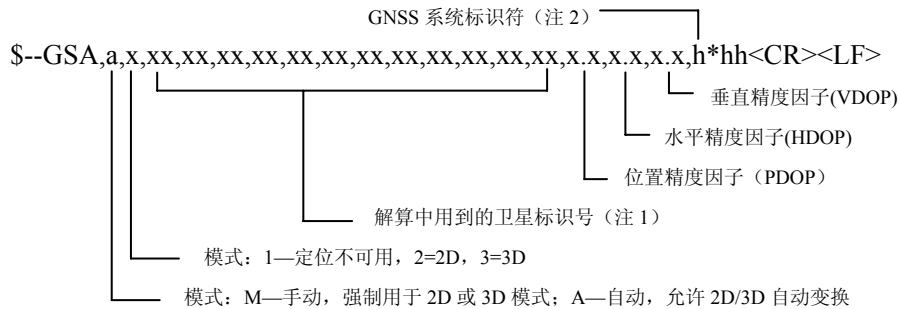 GNSS 系统标识符（注 2）
$--GSA,a,x,xx,xx,xx,xx,xx,xx,xx,xx,xx,xx,xx,xx,x.x,x.x,x.x,h*hh<CR><LF>
垂直精度因子(VDOP)
水平精度因子(HDOP)
位置精度因子（PDOP）
解算中用到的卫星标识号（注 1）
模式：1—定位不可用，2=2D，3=3D
模式：M—手动，强制用于 2D 或 3D 模式；A—自动，允许 2D/3D 自动变换